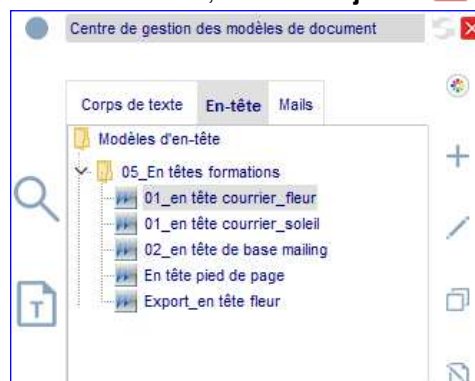 Centre de gestion des modèles de document
Corps de texte En-tête Mails
Modèles d'en-tête
05_En têtes formations
01_en tête courrier_fleur
01_en tête courrier_soleil
02_en tête de base mailing
En tête pied de page
Export_en tête fleur
T